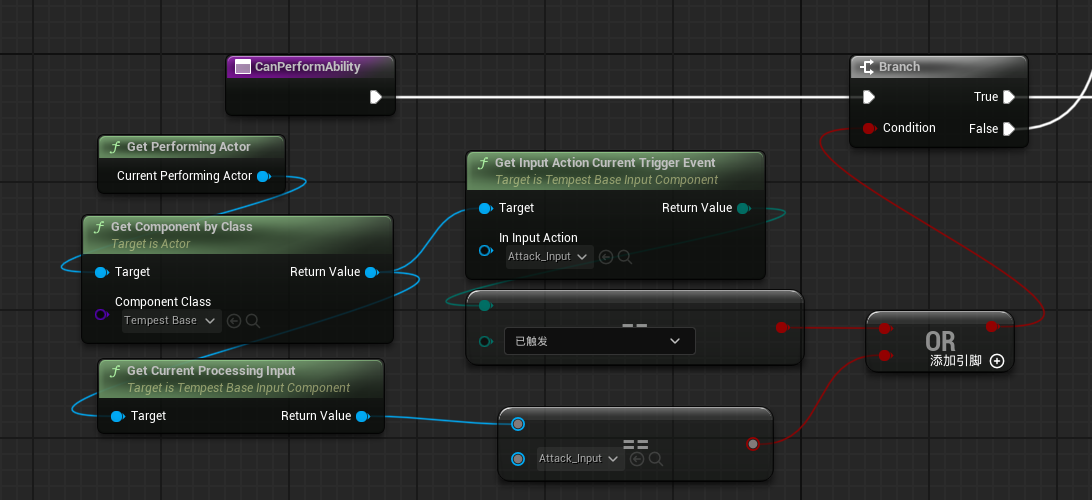 CanPerformAbility
Branch
True
Condition
False
Get Performing Actor
Current Performing Actor
Get Input Action Current Trigger Event
Target is Tempest Base Input Component
Target
Return Value
In Input Action
Attack_Input
Get Component by Class
Target is Actor
Target
Return Value
Component Class
Tempest Base
==
已触发
OR
添加引脚
Get Current Processing Input
Target is Tempest Base Input Component
Target
Return Value
==
Attack_Input